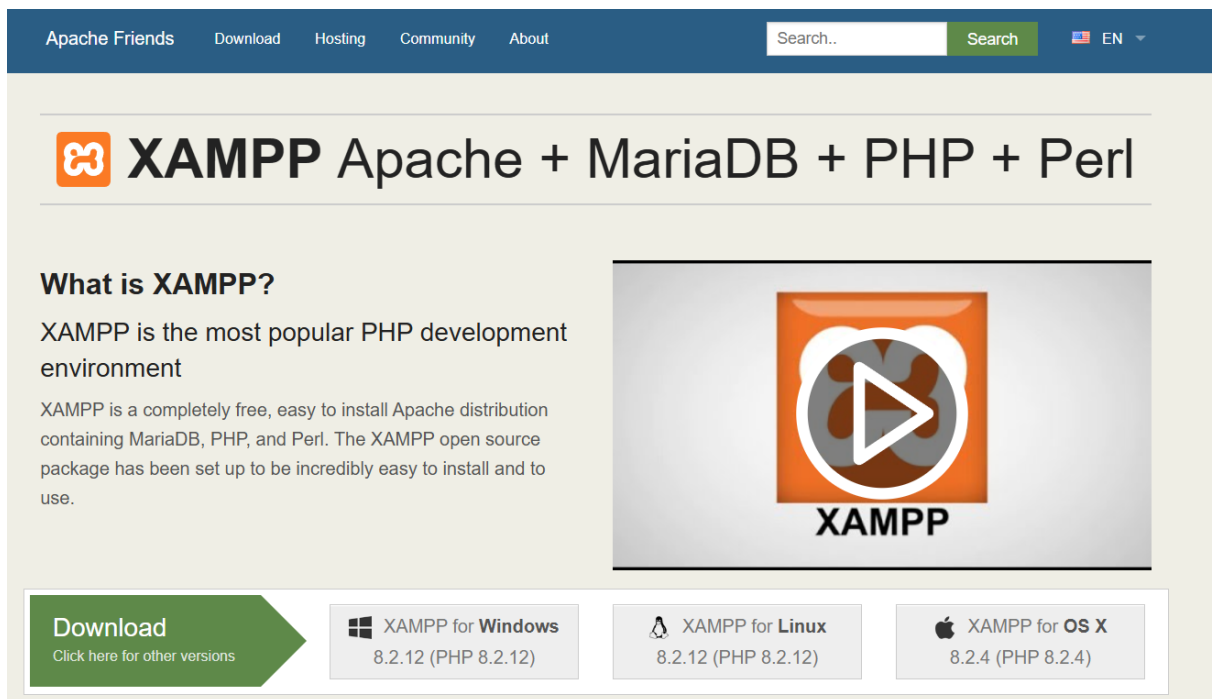 Apache Friends Download Hosting Community About Search.. Search EN
XAMPP Apache + MariaDB + PHP + Perl
What is XAMPP?
XAMPP is the most popular PHP development
environment
XAMPP is a completely free, easy to install Apache distribution
containing MariaDB, PHP, and Perl. The XAMPP open source
package has been set up to be incredibly easy to install and to
use.
XAMPP
Download
Click here for other versions
XAMPP for Windows
8.2.12 (PHP 8.2.12)
XAMPP for Linux
8.2.12 (PHP 8.2.12)
XAMPP for OS X
8.2.4 (PHP 8.2.4)